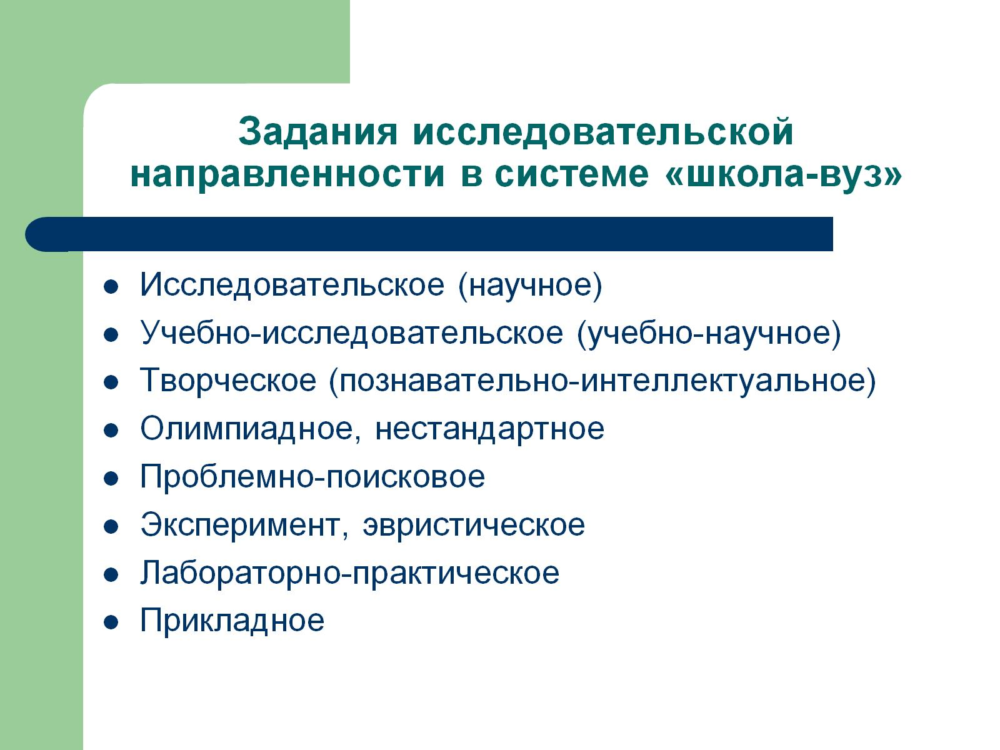 Задания исследовательской
направленности в системе «школа-вуз»
Исследовательское (научное)
Учебно-исследовательское (учебно-научное)
Творческое (познавательно-интеллектуальное)
Олимпиадное, нестандартное
Проблемно-поисковое
Эксперимент, эвристическое
Лабораторно-практическое
Прикладное